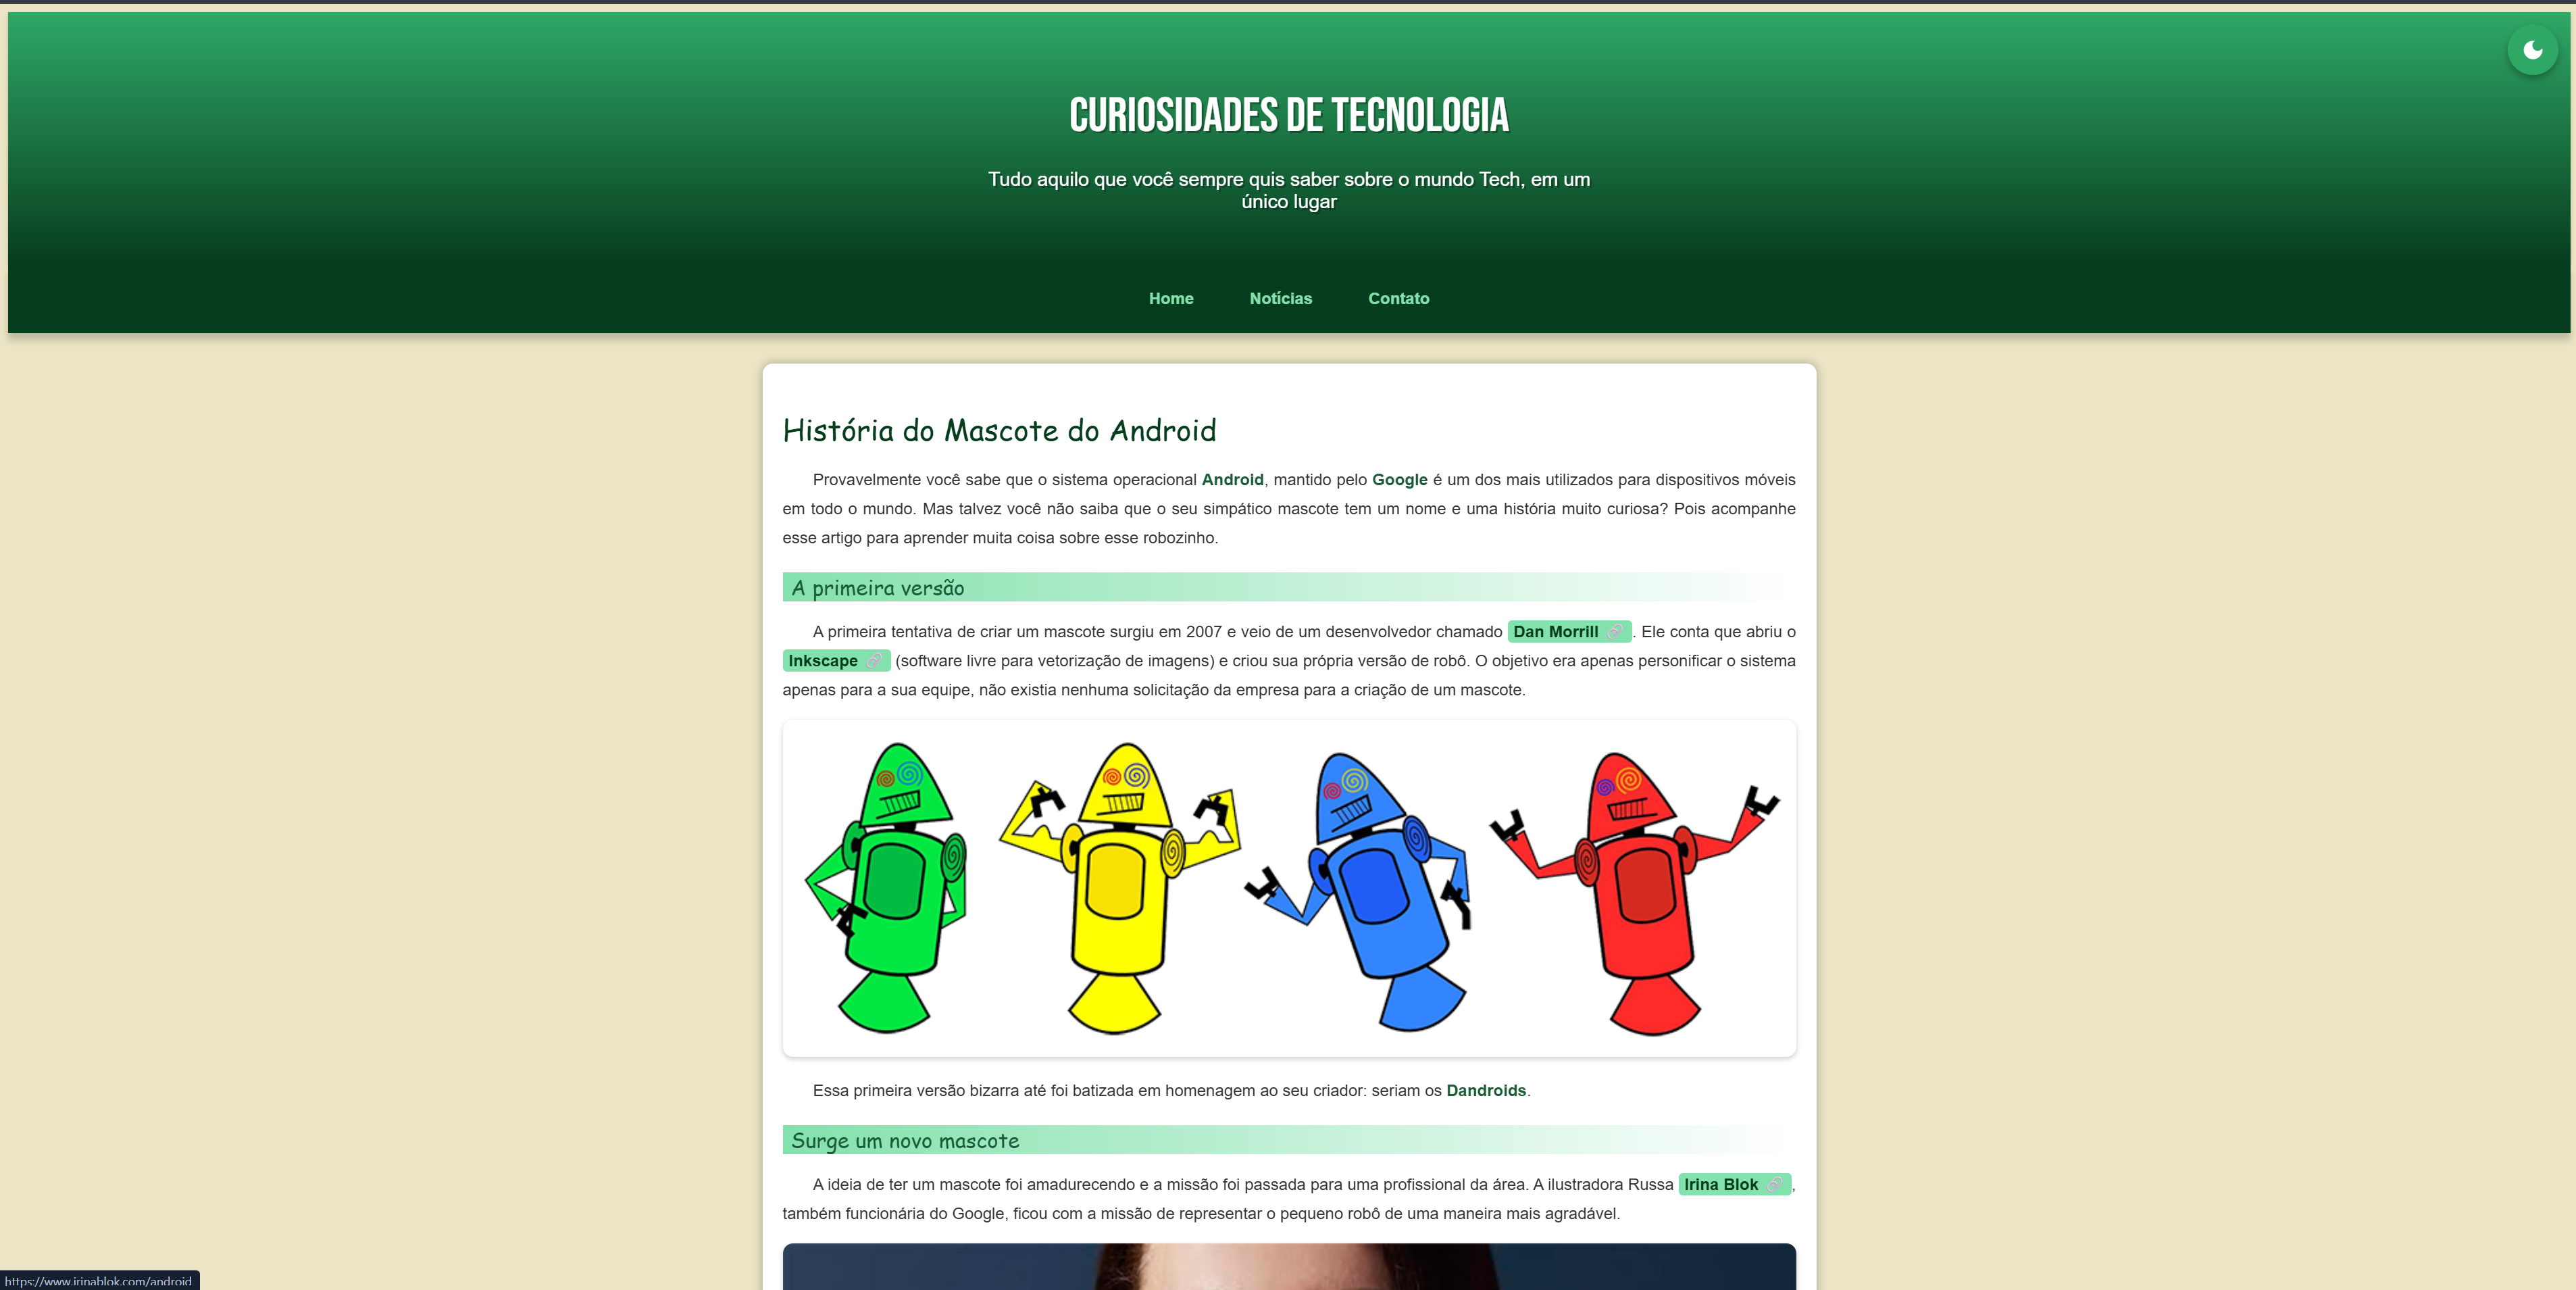 CURIOSIDADES DE TECNOLOGIA
Tudo aquilo que você sempre quis saber sobre o mundo Tech, em um
único lugar
Home Notícias Contato
História do Mascote do Android
Provavelmente você sabe que o sistema operacional Android, mantido pelo Google é um dos mais utilizados para dispositivos móveis
em todo o mundo. Mas talvez você não saiba que o seu simpático mascote tem um nome e uma história muito curiosa? Pois acompanhe
esse artigo para aprender muita coisa sobre esse robozinho.
A primeira versão
A primeira tentativa de criar um mascote surgiu em 2007 e veio de um desenvolvedor chamado Dan Morrill 🔗. Ele conta que abriu o
Inkscape 🔗 (software livre para vetorização de imagens) e criou sua própria versão de robô. O objetivo era apenas personificar o sistema
apenas para a sua equipe, não existia nenhuma solicitação da empresa para a criação de um mascote.
Essa primeira versão bizarra até foi batizada em homenagem ao seu criador: seriam os Dandroids.
Surge um novo mascote
A ideia de ter um mascote foi amadurecendo e a missão foi passada para uma profissional da área. A ilustradora Russa Irina Blok 🔗,
também funcionária do Google, ficou com a missão de representar o pequeno robô de uma maneira mais agradável.
https://www.irinablok.com/android